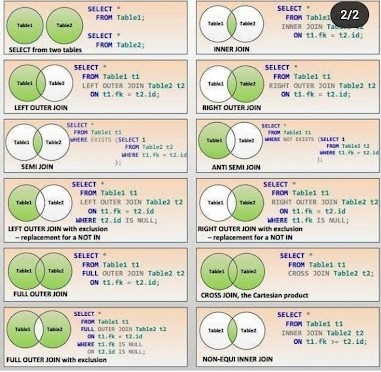 Table1 Table2
SELECT *
FROM Table1;
SELECT *
FROM Table2;
SELECT from two tables
2/2
Table1 Table2
SELECT *
FROM Table1
INNER JOIN
ON t1.fk = t2.id;
INNER JOIN
Table1 Table2
SELECT *
FROM Table1 t1
LEFT OUTER JOIN Table2 t2
ON t1.fk = t2.id;
LEFT OUTER JOIN
Table1 Table2
SELECT *
FROM Table1 t1
RIGHT OUTER JOIN Table2 t2
ON t1.fk = t2.id;
RIGHT OUTER JOIN
Table1 Table2
SELECT *
FROM Table1 t1
WHERE EXISTS (SELECT 1
FROM Table2 t2
WHERE t1.fk = t2.id
);
SEMI JOIN
Table1 Table2
SELECT *
FROM Table1 t1
WHERE NOT EXISTS (SELECT 1
FROM Table2 t2
WHERE t1.fk = t2.id
);
ANTI SEMI JOIN
Table1 Table2
SELECT *
FROM Table1 t1
LEFT OUTER JOIN Table2 t2
ON t1.fk = t2.id
WHERE t2.id IS NULL;
LEFT OUTER JOIN with exclusion
– replacement for a NOT IN
Table1 Table2
SELECT *
FROM Table1 t1
RIGHT OUTER JOIN Table2 t2
ON t1.fk = t2.id
WHERE t1.fk IS NULL;
RIGHT OUTER JOIN with exclusion
– replacement for a NOT IN
Table1 Table2
SELECT *
FROM Table1 t1
FULL OUTER JOIN Table2 t2
ON t1.fk = t2.id;
FULL OUTER JOIN
Table1 Table2
SELECT *
FROM Table1 t1
CROSS JOIN Table2 t2;
CROSS JOIN, the Cartesian product
Table1 Table2
SELECT *
FROM Table1 t1
FULL OUTER JOIN Table2 t2
ON t1.fk = t2.id
WHERE t1.fk IS NULL
OR t2.id IS NULL;
FULL OUTER JOIN with exclusion
Table1 Table2
SELECT *
FROM Table1 t1
INNER JOIN Table2 t2
ON t1.fk >= t2.id;
NON-EQUI INNER JOIN